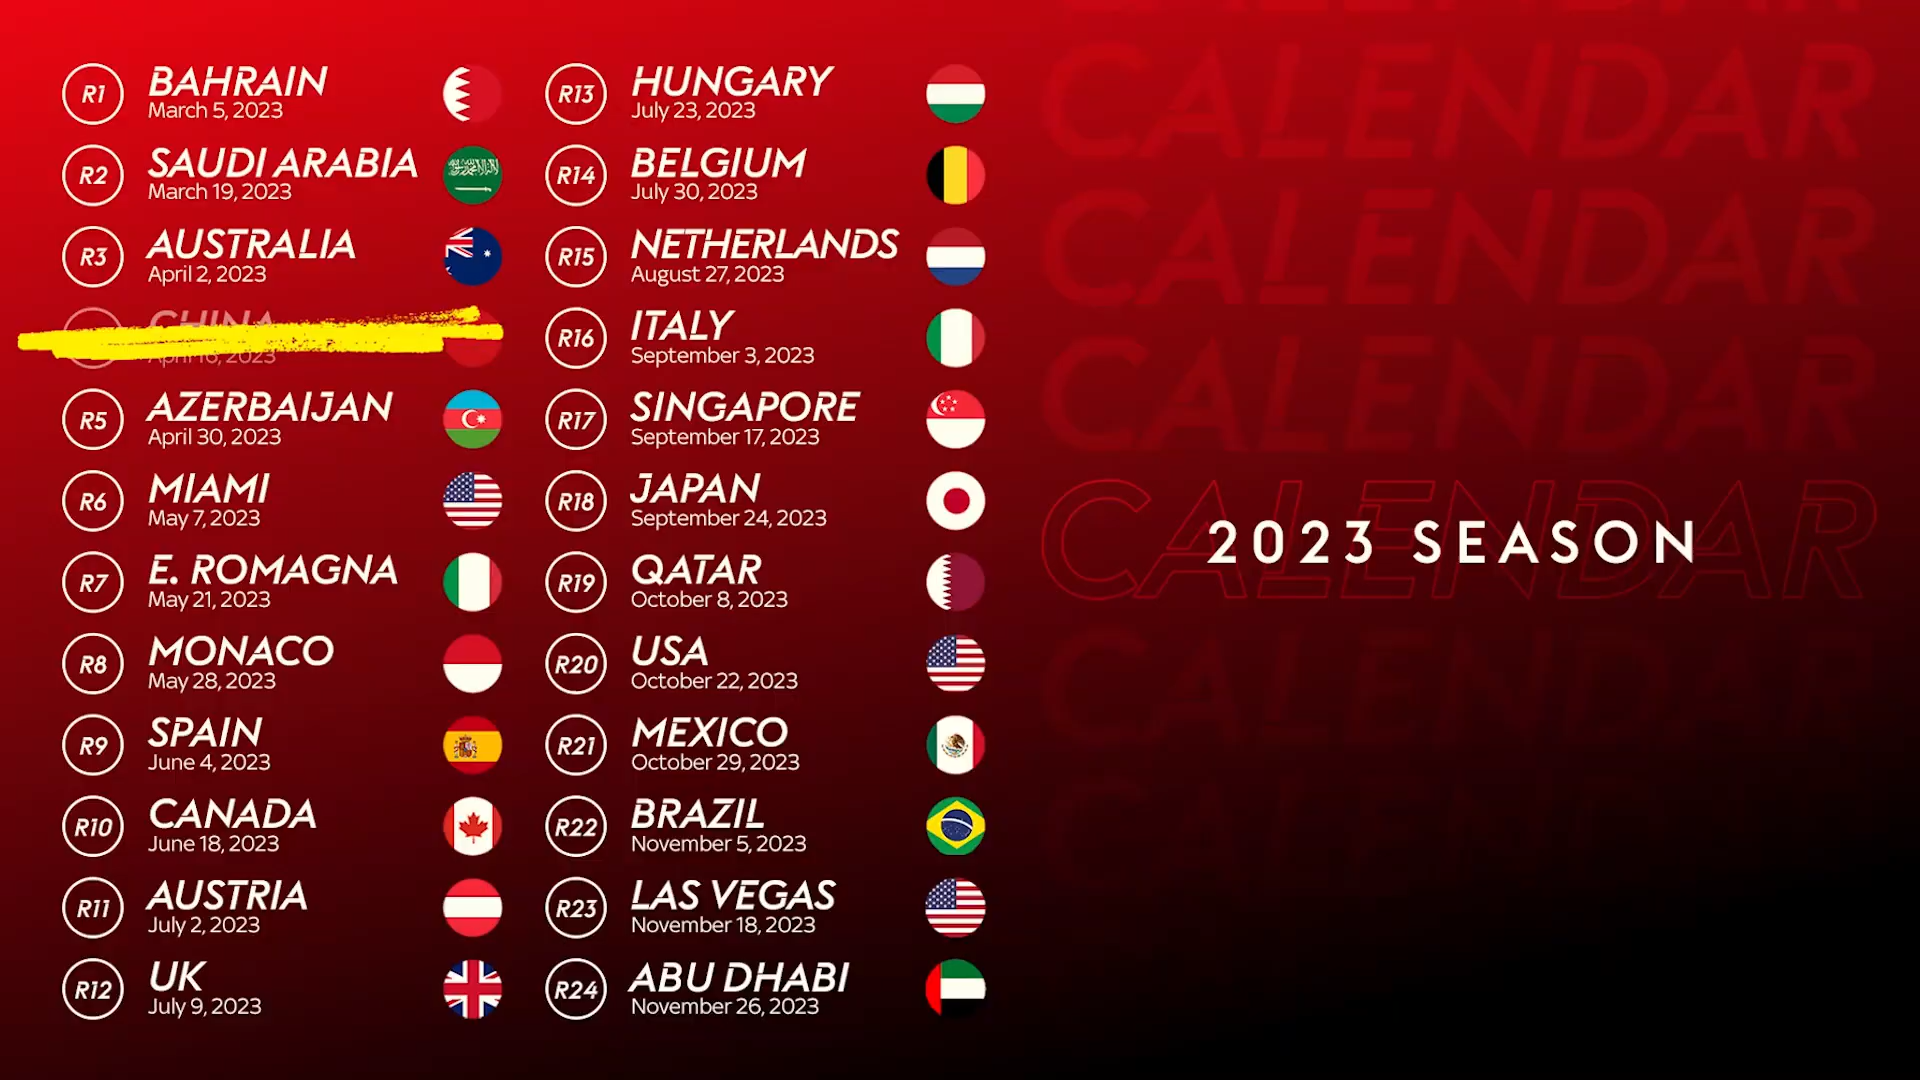 R1
BAHRAIN
March 5, 2023
R2
SAUDI ARABIA
March 19, 2023
R3
AUSTRALIA
April 2, 2023
CHINA
April 16, 2023
R5
AZERBAIJAN
April 30, 2023
R6
MIAMI
May 7, 2023
R7
E. ROMAGNA
May 21, 2023
R8
MONACO
May 28, 2023
R9
SPAIN
June 4, 2023
R10
CANADA
June 18, 2023
R11
AUSTRIA
July 2, 2023
R12
UK
July 9, 2023
R13
HUNGARY
July 23, 2023
R14
BELGIUM
July 30, 2023
R15
NETHERLANDS
August 27, 2023
R16
ITALY
September 3, 2023
R17
SINGAPORE
September 17, 2023
R18
JAPAN
September 24, 2023
R19
QATAR
October 8, 2023
R20
USA
October 22, 2023
R21
MEXICO
October 29, 2023
R22
BRAZIL
November 5, 2023
R23
LAS VEGAS
November 18, 2023
R24
ABU DHABI
November 26, 2023
CALENDAR
CALENDAR
CALENDAR
CALENDAR
2023 SEASON
CALENDAR